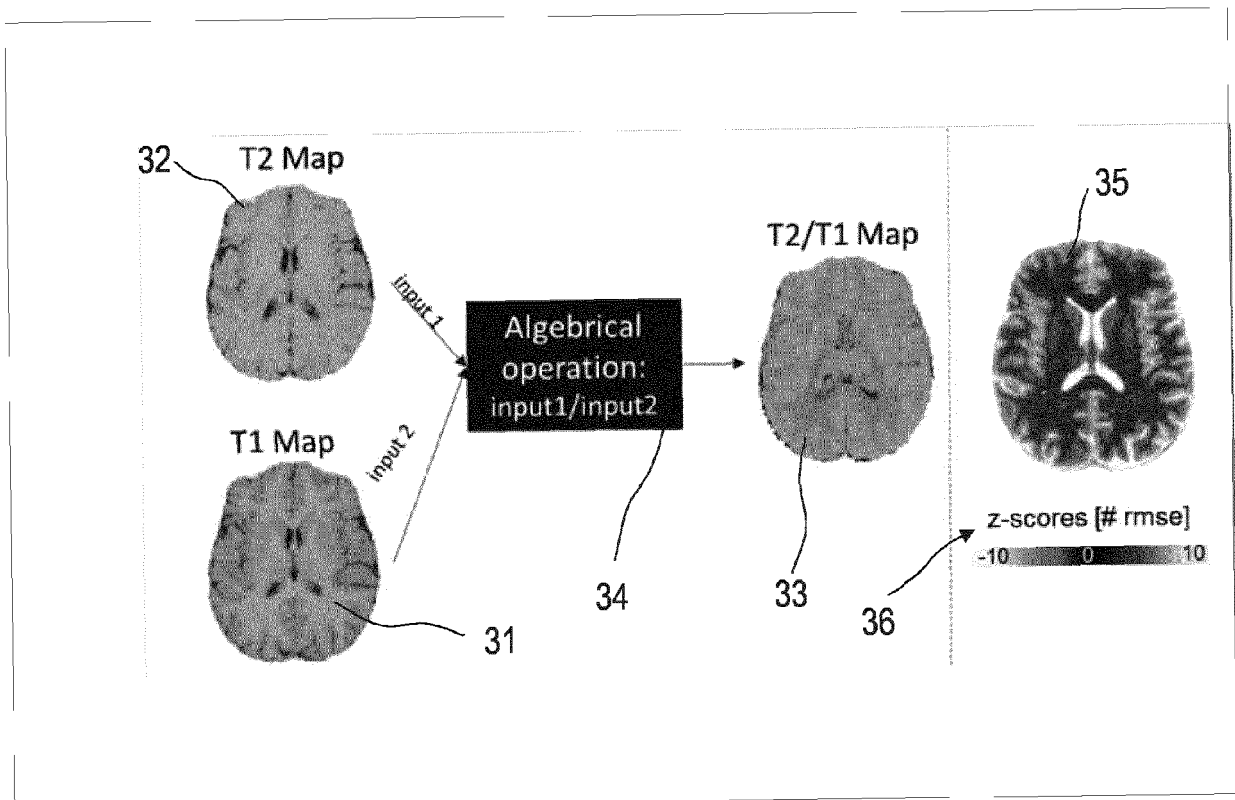 32
T2 Map
input 1
T1 Map
input 2
31
Algebrical
operation:
input1/input2
34
T2/T1 Map
33
35
z-scores [# rmse]
-10 0 10
36